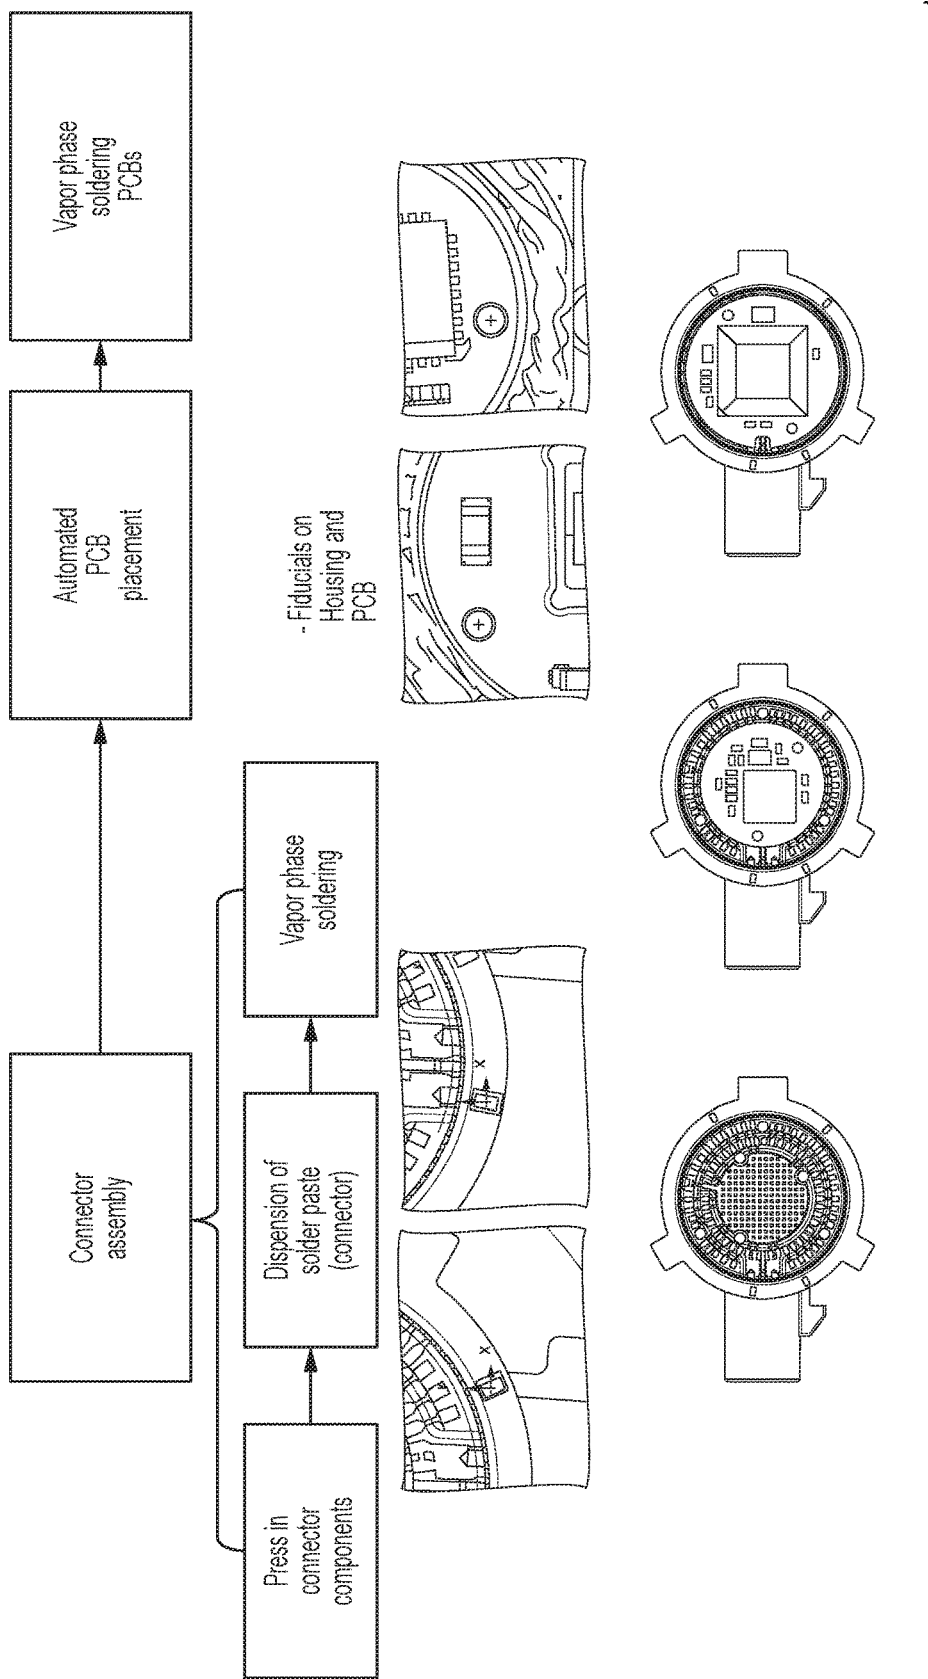 Connector
assembly
Automated
PCB
placement
Vapor phase
soldering
PCBs
Press in
connector
components
Dispension of
solder paste
(connector)
Vapor phase
soldering
- Fiducials on
Housing and
PCB
x
x